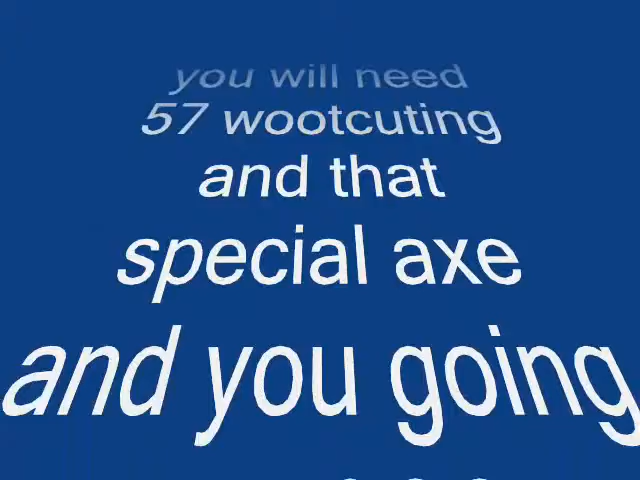 you will need
57 wootcuting
and that
special axe
and you going